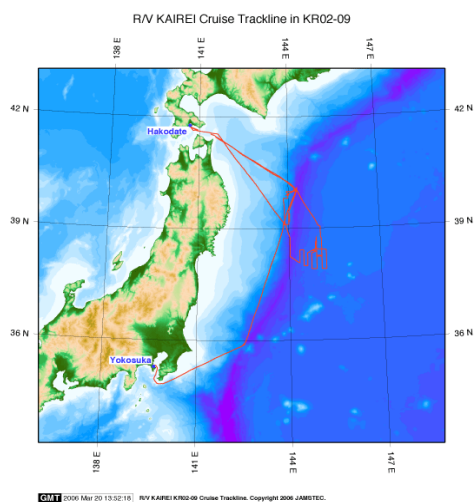 R/V KAIREI Cruise Trackline in KR02-09
138 E
141 E
144 E
147 E
42 N
42 N
Hakodate
39 N
39 N
36 N
36 N
Yokosuka
138 E
141 E
144 E
147 E
GMT 2006 Mar 20 13:52:18 R/V KAIREI KR02-09 Cruise Trackline. Copyright 2006 JAMSTEC.